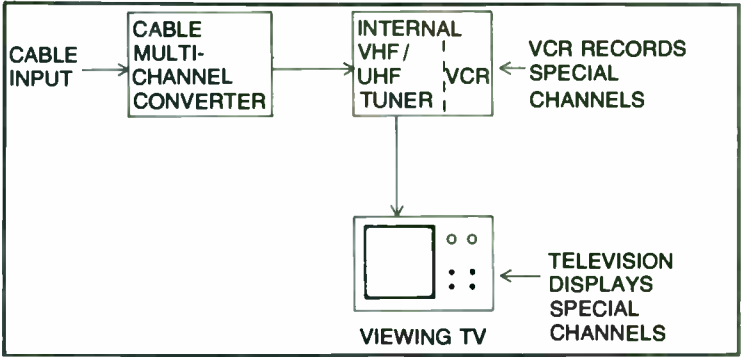 CABLE
INPUT
CABLE
MULTI-
CHANNEL
CONVERTER
INTERNAL
VHF/
UHF
TUNER
VCR
VCR RECORDS
SPECIAL
CHANNELS
VIEWING TV
TELEVISION
DISPLAYS
SPECIAL
CHANNELS